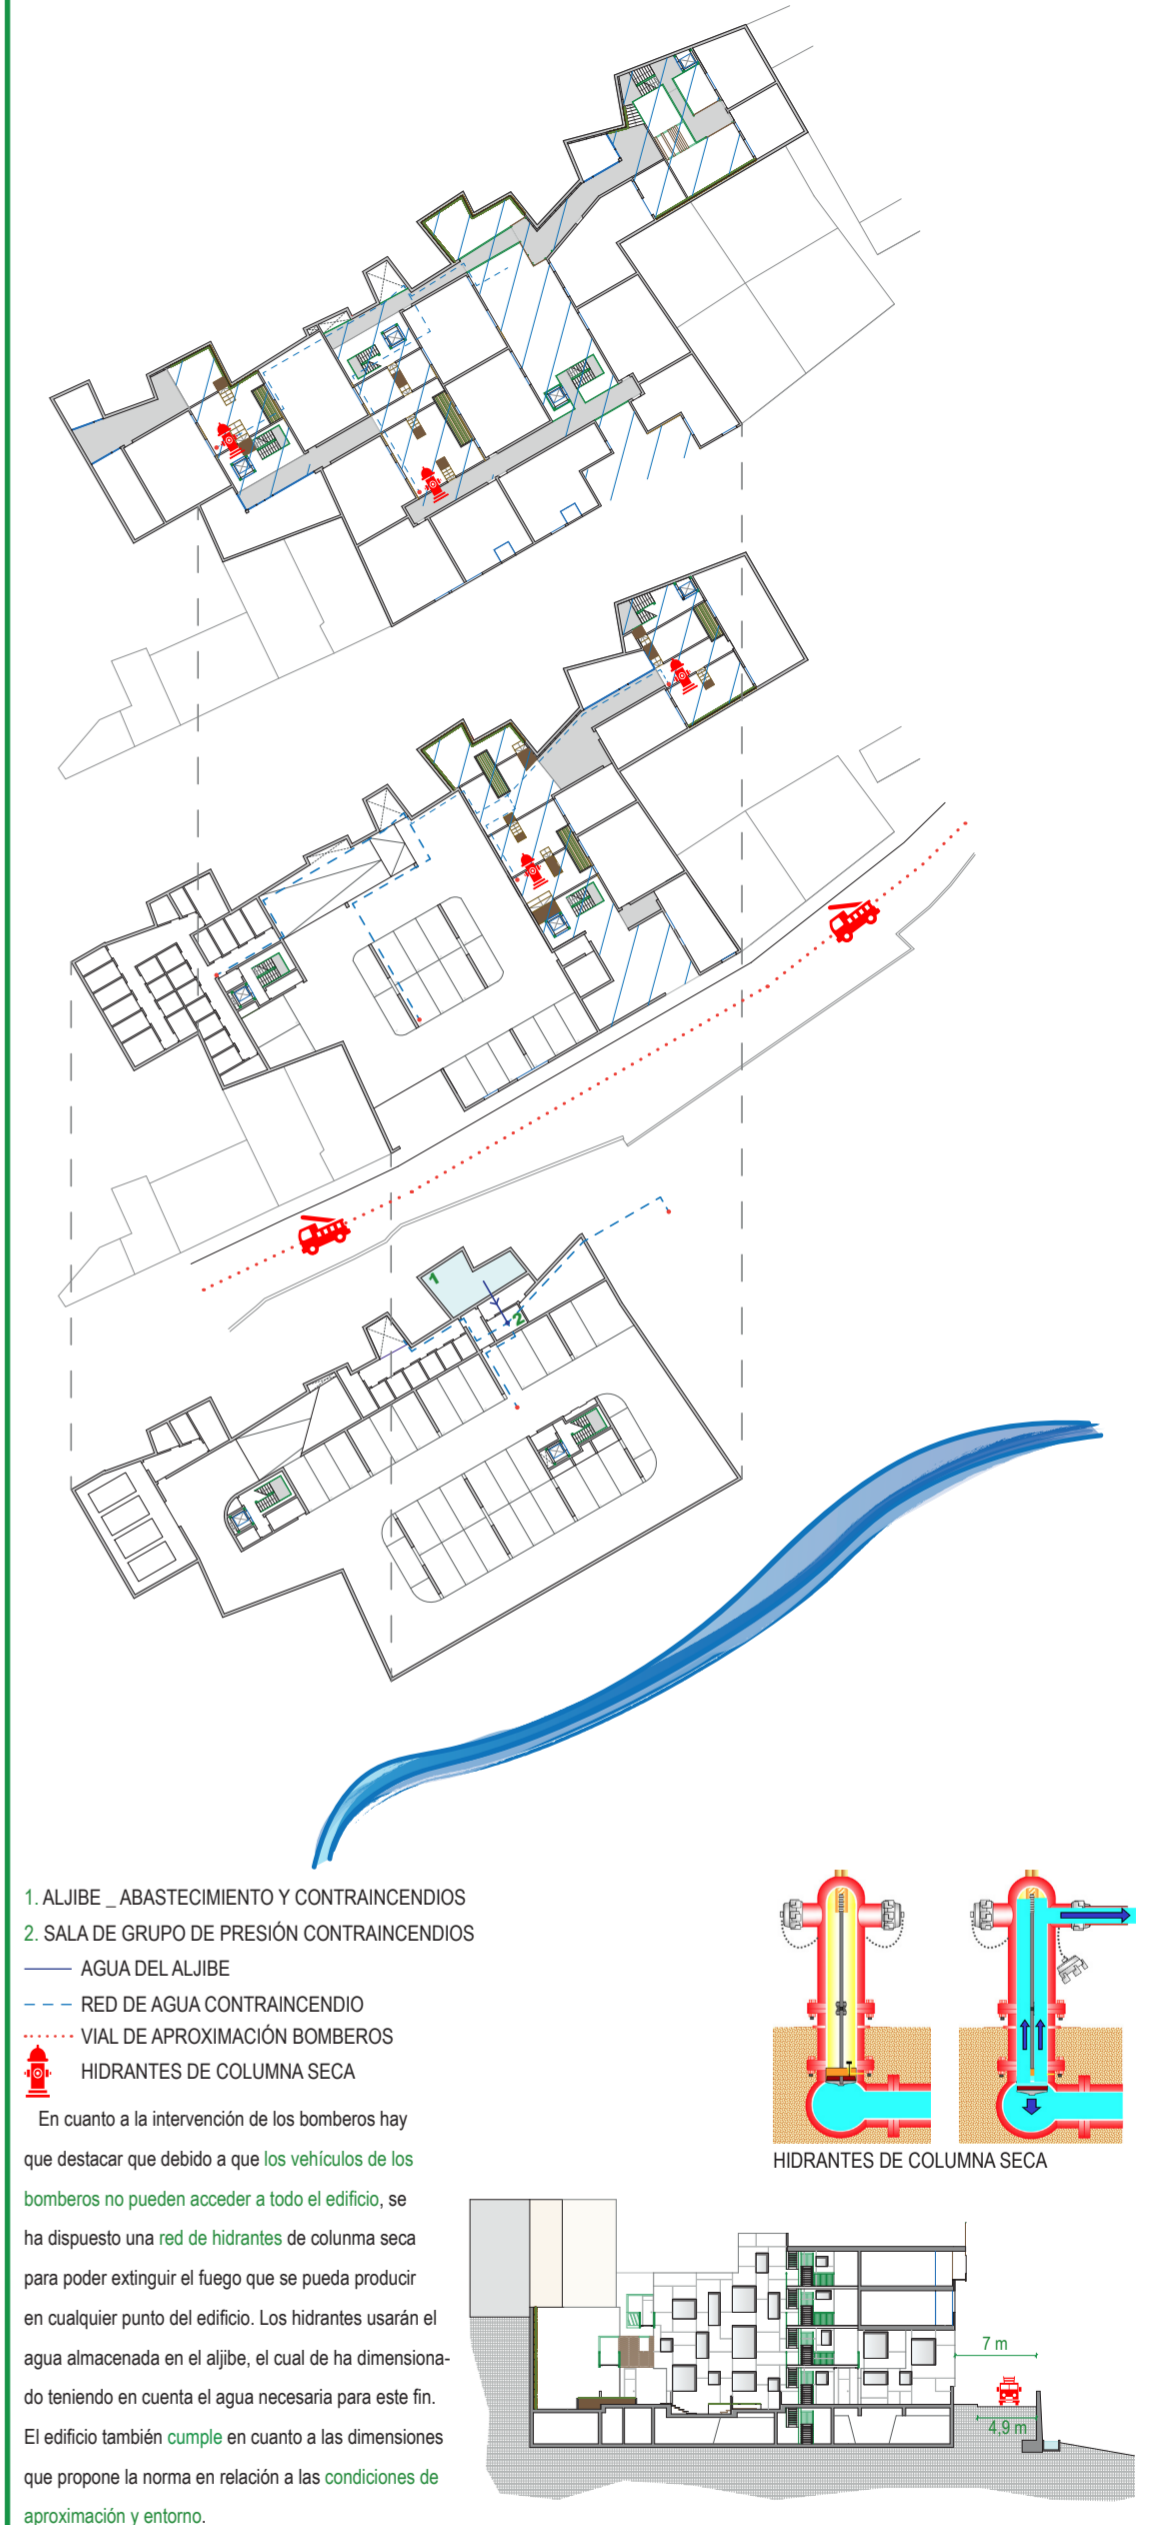 1
2
1. ALJIBE _ ABASTECIMIENTO Y CONTRAINCENDIOS
2. SALA DE GRUPO DE PRESIÓN CONTRAINCENDIOS
AGUA DEL ALJIBE
RED DE AGUA CONTRAINCENDIO
VIAL DE APROXIMACIÓN BOMBEROS
HIDRANTES DE COLUMNA SECA
En cuanto a la intervención de los bomberos hay
que destacar que debido a que los vehículos de los
bomberos no pueden acceder a todo el edificio, se
ha dispuesto una red de hidrantes de colunma seca
para poder extinguir el fuego que se pueda producir
en cualquier punto del edificio. Los hidrantes usarán el
agua almacenada en el aljibe, el cual de ha dimensiona-
do teniendo en cuenta el agua necesaria para este fin.
El edificio también cumple en cuanto a las dimensiones
que propone la norma en relación a las condiciones de
aproximación y entorno.
HIDRANTES DE COLUMNA SECA
7 m
4,9 m